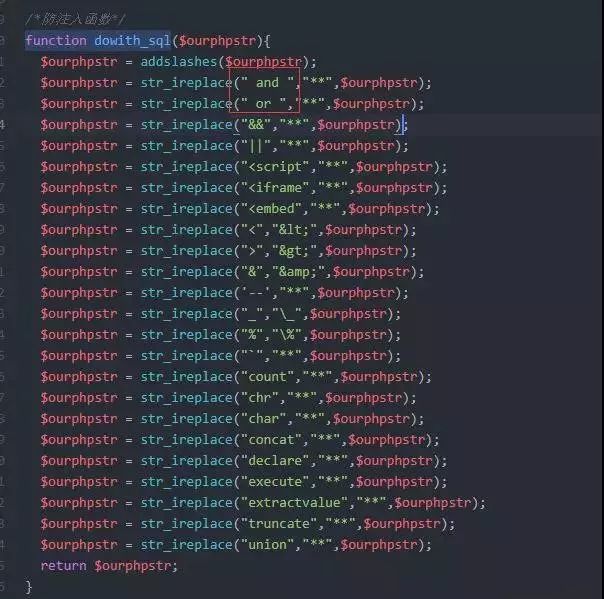 /*防注入函数*/
function dowith_sql($ourphpstr){
$ourphpstr = addslashes($ourphpstr);
$ourphpstr = str_ireplace(" and ","**",$ourphpstr);
$ourphpstr = str_ireplace(" or ","**",$ourphpstr);
$ourphpstr = str_ireplace("&&","**",$ourphpstr);
$ourphpstr = str_ireplace("||","**",$ourphpstr);
$ourphpstr = str_ireplace("<script","**",$ourphpstr);
$ourphpstr = str_ireplace("<iframe","**",$ourphpstr);
$ourphpstr = str_ireplace("<embed","**",$ourphpstr);
$ourphpstr = str_ireplace("<","&lt;",$ourphpstr);
$ourphpstr = str_ireplace(">","&gt;",$ourphpstr);
$ourphpstr = str_ireplace("&","&amp;",$ourphpstr);
$ourphpstr = str_ireplace('--',"**",$ourphpstr);
$ourphpstr = str_ireplace("_","\_",$ourphpstr);
$ourphpstr = str_ireplace("%","\%",$ourphpstr);
$ourphpstr = str_ireplace("`","**",$ourphpstr);
$ourphpstr = str_ireplace("count","**",$ourphpstr);
$ourphpstr = str_ireplace("chr","**",$ourphpstr);
$ourphpstr = str_ireplace("char","**",$ourphpstr);
$ourphpstr = str_ireplace("concat","**",$ourphpstr);
$ourphpstr = str_ireplace("declare","**",$ourphpstr);
$ourphpstr = str_ireplace("execute","**",$ourphpstr);
$ourphpstr = str_ireplace("extractvalue","**",$ourphpstr);
$ourphpstr = str_ireplace("truncate","**",$ourphpstr);
$ourphpstr = str_ireplace("union","**",$ourphpstr);
return $ourphpstr;
}